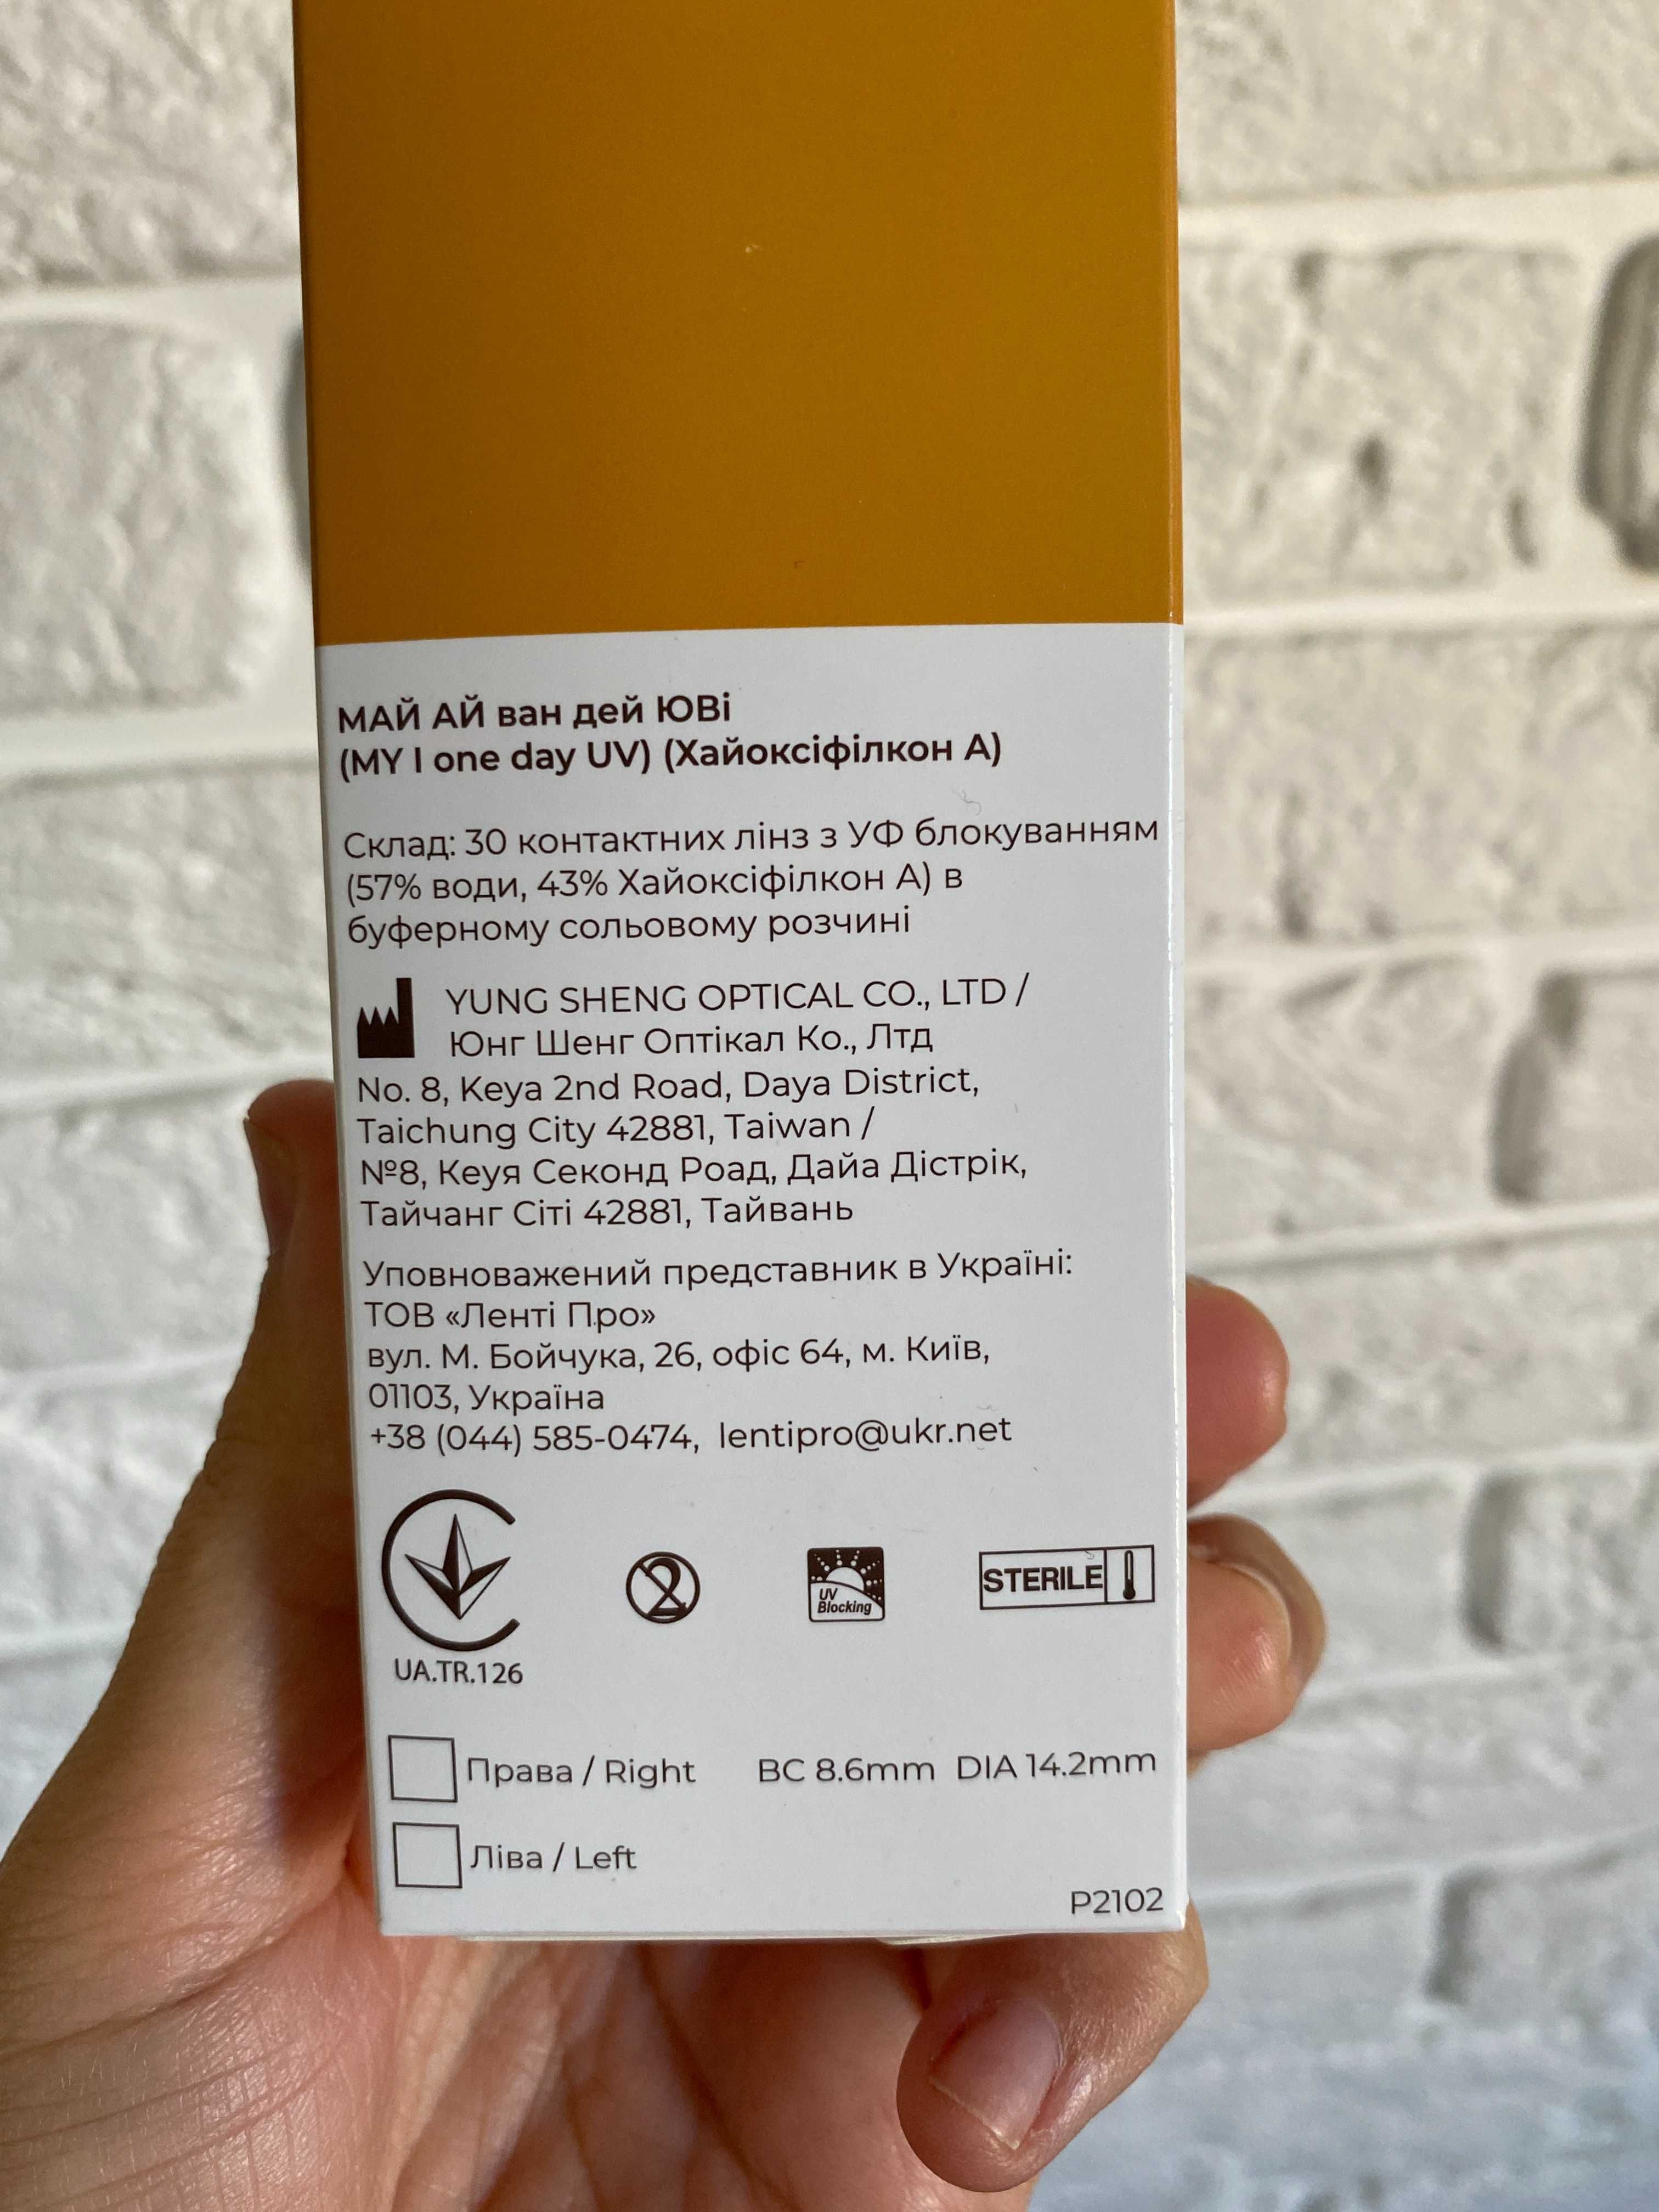 МАЙ АЙ ван дей ЮВі
(MY I one day UV) (Хайоксіфілкон А)
Склад: 30 контактних лінз з УФ блокуванням
(57% води, 43% Хайоксіфілкон А) в
буферному сольовому розчині
YUNG SHENG OPTICAL CO., LTD /
Юнг Шенг Оптікал Ко., Лтд
No. 8, Keya 2nd Road, Daya District,
Taichung City 42881, Taiwan /
№8, Кеуя Секонд Роад, Дайа Дістрік,
Тайчанг Сіті 42881, Тайвань
Уповноважений представник в Україні:
ТОВ «Ленті Про»
вул. М. Бойчука, 26, офіс 64, м. Київ,
01103, Україна
+38 (044) 585-0474, lentipro@ukr.net
2
UV
Blocking
STERILE
UA.TR.126
Права / Right BC 8.6mm DIA 14.2mm
Ліва / Left
P2102